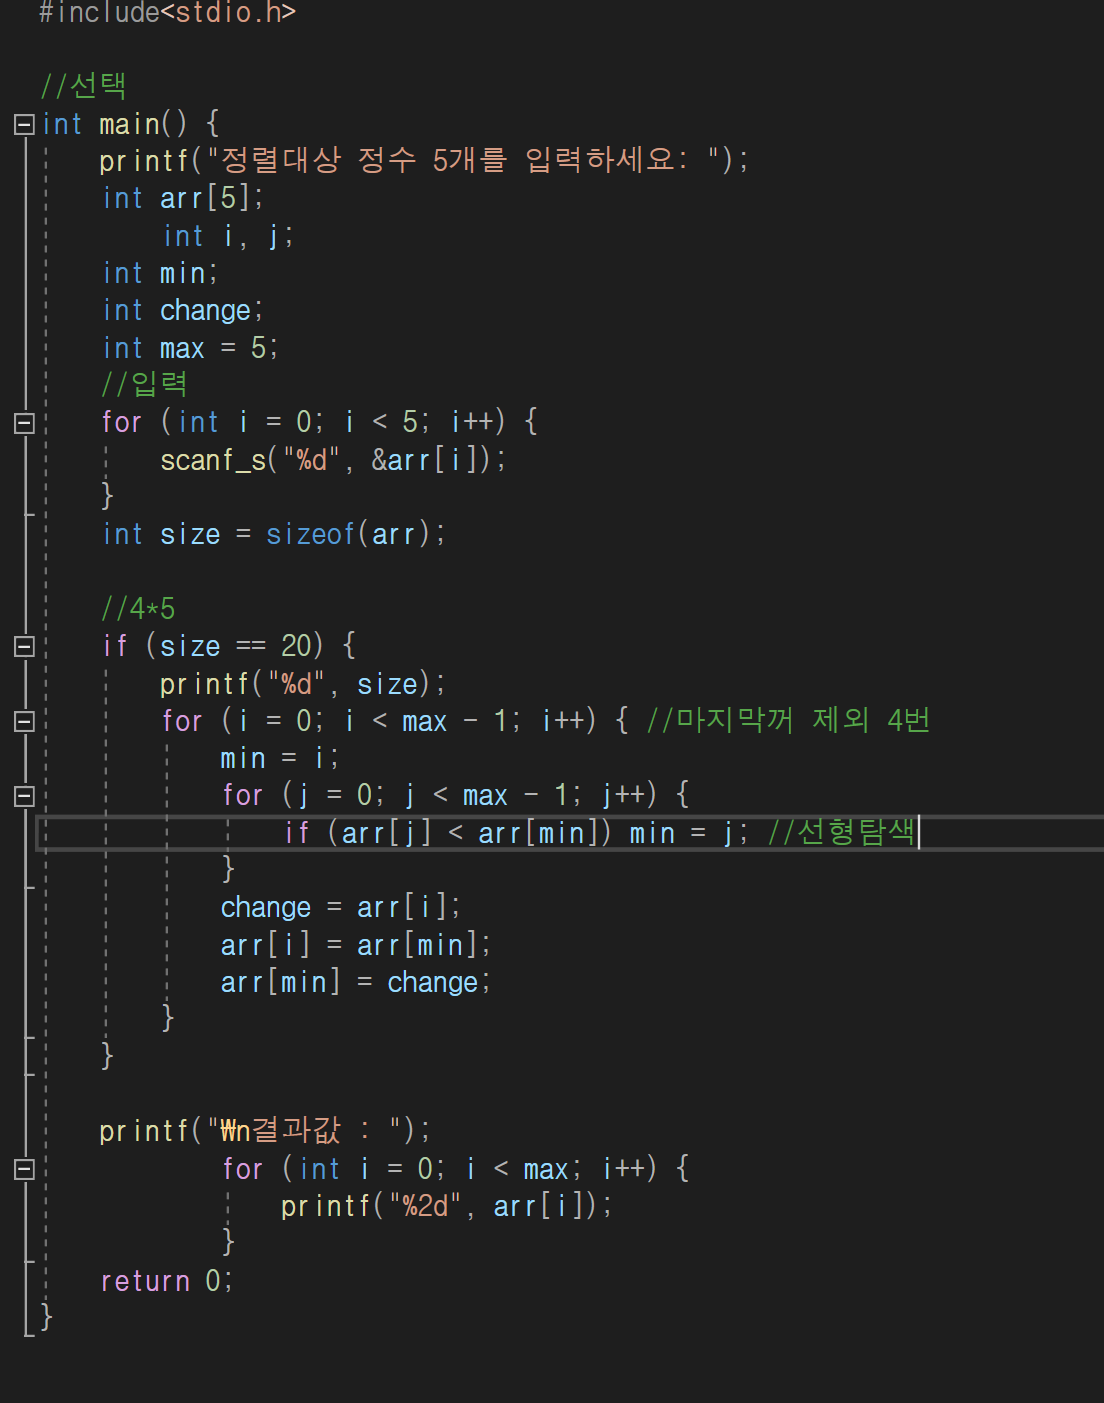 #include<stdio.h>
//선택
int main() {
printf("정렬대상 정수 5개를 입력하세요: ");
int arr[5];
int i, j;
int min;
int change;
int max = 5;
//입력
for (int i = 0; i < 5; i++) {
scanf_s("%d", &arr[i]);
}
int size = sizeof(arr);
//4*5
if (size == 20) {
printf("%d", size);
for (i = 0; i < max - 1; i++) { //마지막꺼 제외 4번
min = i;
for (j = 0; j < max - 1; j++) {
if (arr[j] < arr[min]) min = j; //선형탐색
}
change = arr[i];
arr[i] = arr[min];
arr[min] = change;
}
}
printf("₩n결과값 : ");
for (int i = 0; i < max; i++) {
printf("%2d", arr[i]);
}
return 0;
}